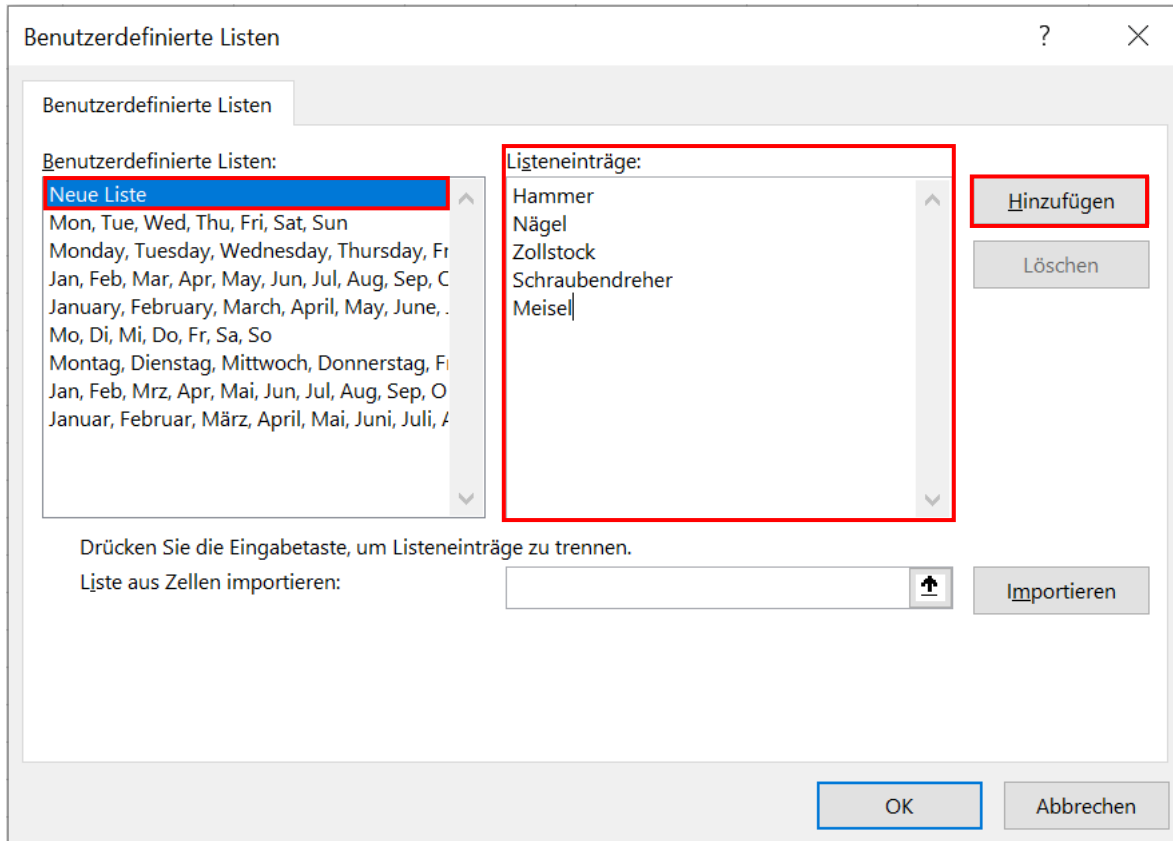 Benutzerdefinierte Listen
?
Benutzerdefinierte Listen
Benutzerdefinierte Listen:
Neue Liste
Mon, Tue, Wed, Thu, Fri, Sat, Sun
Monday, Tuesday, Wednesday, Thursday, Fr
Jan, Feb, Mar, Apr, May, Jun, Jul, Aug, Sep,
January, February, March, April, May, June,
Mo, Di, Mi, Do, Fr, Sa, So
Montag, Dienstag, Mittwoch, Donnerstag,
Jan, Feb, Mrz, Apr, Mai, Jun, Jul, Aug, Sep, O
Januar, Februar, März, April, Mai, Juni, Juli,
Listeneinträge:
Hammer
Nägel
Zollstock
Schraubendreher
Meisel
Hinzufügen
Löschen
Drücken Sie die Eingabetaste, um Listeneinträge zu trennen.
Liste aus Zellen importieren:
Importieren
OK
Abbrechen